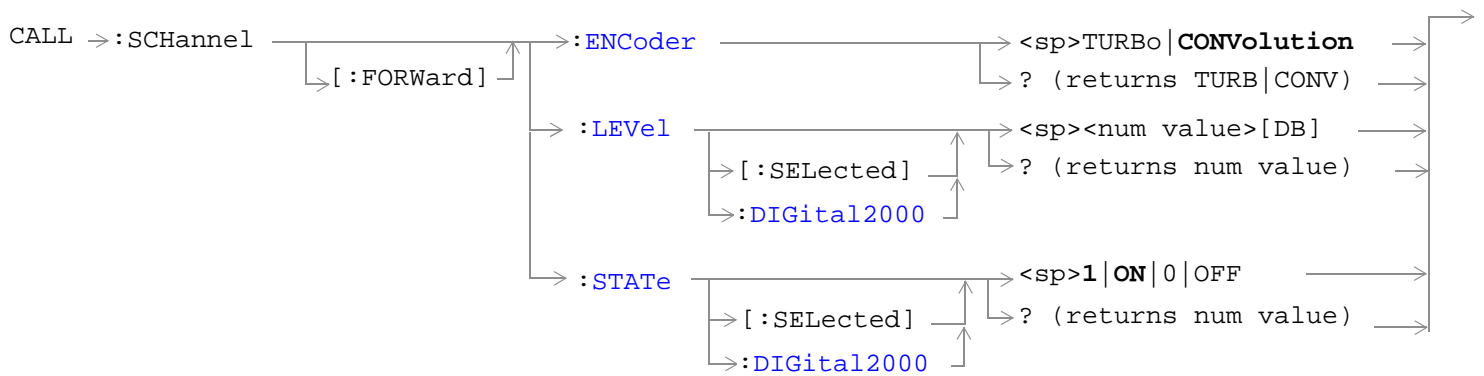 CALL :SCHannel :ENCoder <sp>TURBo|CONVolution
[:FORWard] ? (returns TURB|CONV)
:LEVel <sp><num value>[DB]
[:SELected] ? (returns num value)
:DIGital2000
:STATe <sp>1|ON|0|OFF
[:SELected] ? (returns num value)
:DIGital2000